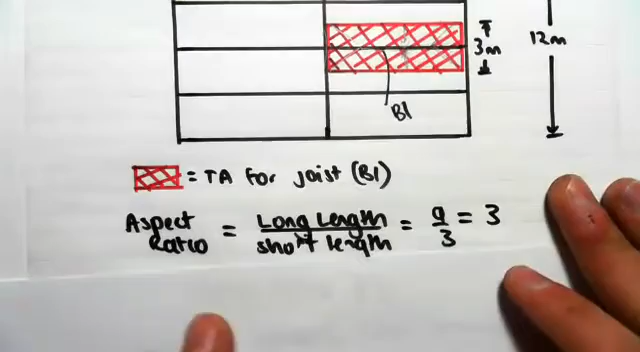 3m
12m
B1
= TA for joist (B1)
Aspect Ratio = Long Length / short length = 9/3 = 3